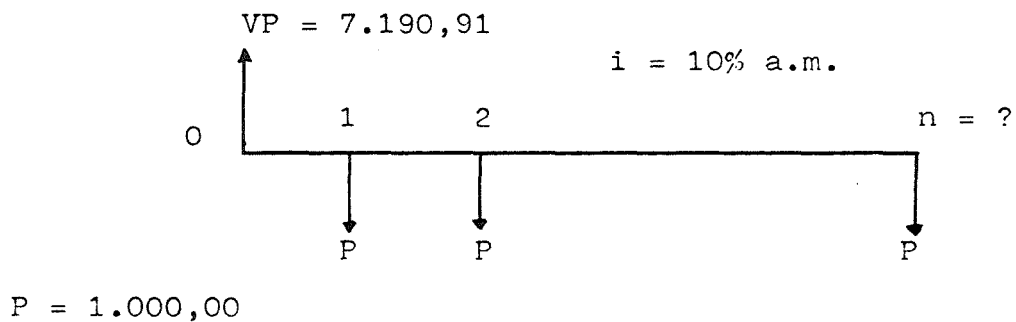 VP = 7.190,91
i = 10% a.m.
0 1 2 n = ?
P P P
P = 1.000,00